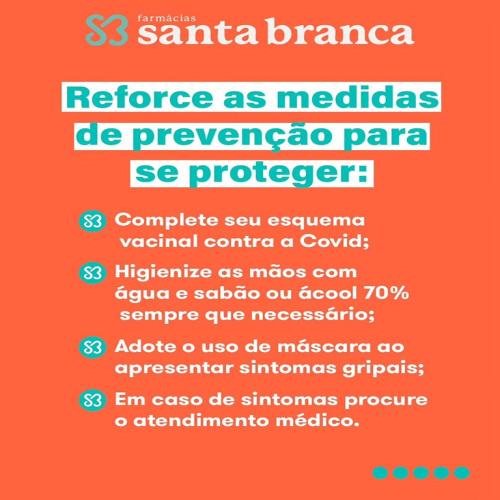 farmácias
santa branca
Reforce as medidas
de prevenção para
se proteger:
Complete seu esquema
vacinal contra a Covid;
Higienize as mãos com
água e sabão ou ácool 70%
sempre que necessário;
Adote o uso de máscara ao
apresentar sintomas gripais;
Em caso de sintomas procure
o atendimento médico.